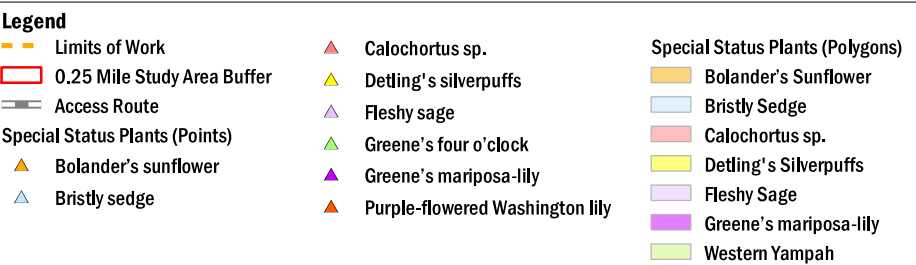 Legend
Limits of Work
0.25 Mile Study Area Buffer
Access Route
Special Status Plants (Points)
Bolander's sunflower
Bristly sedge
Calochortus sp.
Detling's silverpuffs
Fleshy sage
Greene's four o'clock
Greene's mariposa-lily
Purple-flowered Washington lily
Special Status Plants (Polygons)
Bolander's Sunflower
Bristly Sedge
Calochortus sp.
Detling's Silverpuffs
Fleshy Sage
Greene's mariposa-lily
Western Yampah